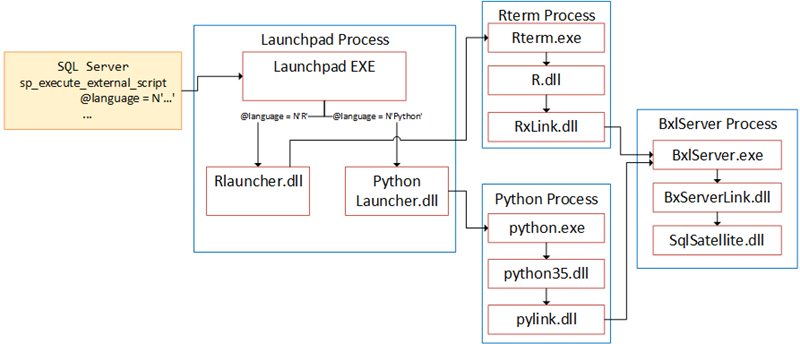 SQL Server
sp_execute_external_script
@language = N'...'
...
Launchpad Process
Launchpad EXE
@language = N'R'
@language = N'Python'
Rlauncher.dll
Python
Launcher.dll
Rterm Process
Rterm.exe
R.dll
RxLink.dll
Python Process
python.exe
python35.dll
pylink.dll
BxlServer Process
BxlServer.exe
BxServerLink.dll
SqlSatellite.dll